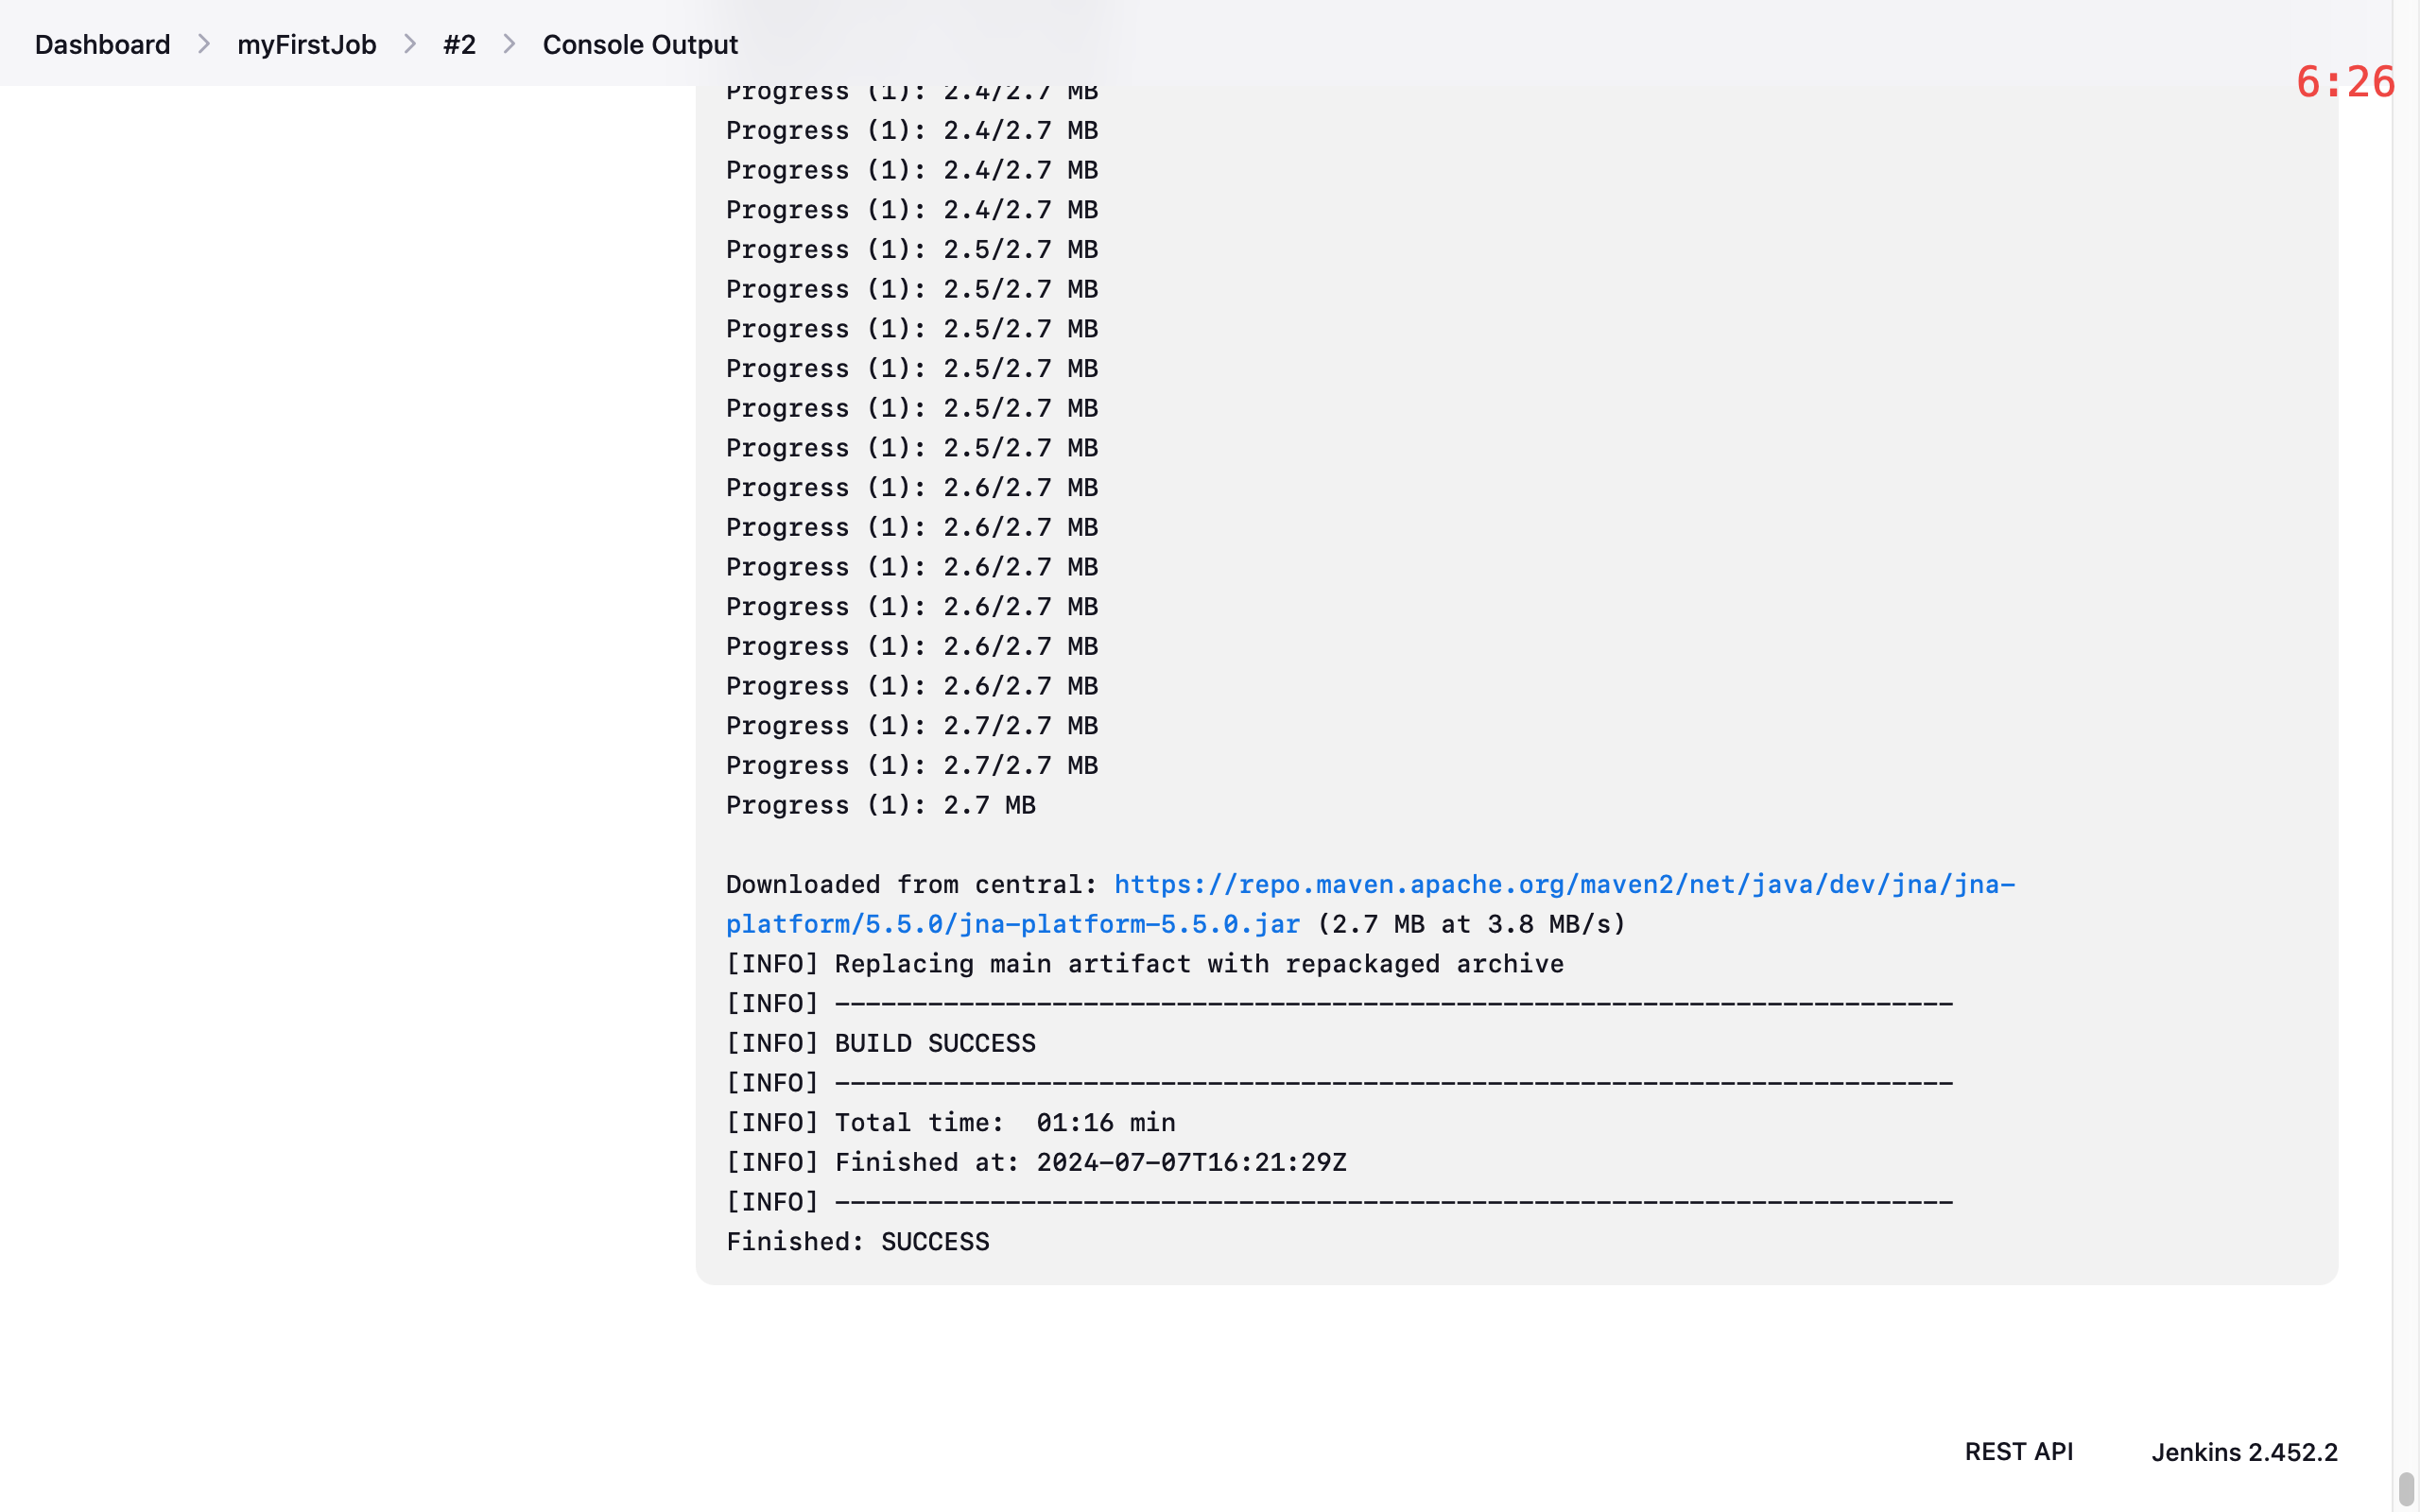 Dashboard > myFirstJob > #2 > Console Output
6:26
Progress (1): 2.4/2.7 MB
Progress (1): 2.4/2.7 MB
Progress (1): 2.4/2.7 MB
Progress (1): 2.4/2.7 MB
Progress (1): 2.5/2.7 MB
Progress (1): 2.5/2.7 MB
Progress (1): 2.5/2.7 MB
Progress (1): 2.5/2.7 MB
Progress (1): 2.5/2.7 MB
Progress (1): 2.5/2.7 MB
Progress (1): 2.6/2.7 MB
Progress (1): 2.6/2.7 MB
Progress (1): 2.6/2.7 MB
Progress (1): 2.6/2.7 MB
Progress (1): 2.6/2.7 MB
Progress (1): 2.6/2.7 MB
Progress (1): 2.7/2.7 MB
Progress (1): 2.7/2.7 MB
Progress (1): 2.7 MB
Downloaded from central: https://repo.maven.apache.org/maven2/net/java/dev/jna/jna-
platform/5.5.0/jna-platform-5.5.0.jar (2.7 MB at 3.8 MB/s)
[INFO] Replacing main artifact with repackaged archive
[INFO] ------------------------------------------------------------------------
[INFO] BUILD SUCCESS
[INFO] ------------------------------------------------------------------------
[INFO] Total time:  01:16 min
[INFO] Finished at: 2024-07-07T16:21:29Z
[INFO] ------------------------------------------------------------------------
Finished: SUCCESS
REST API
Jenkins 2.452.2